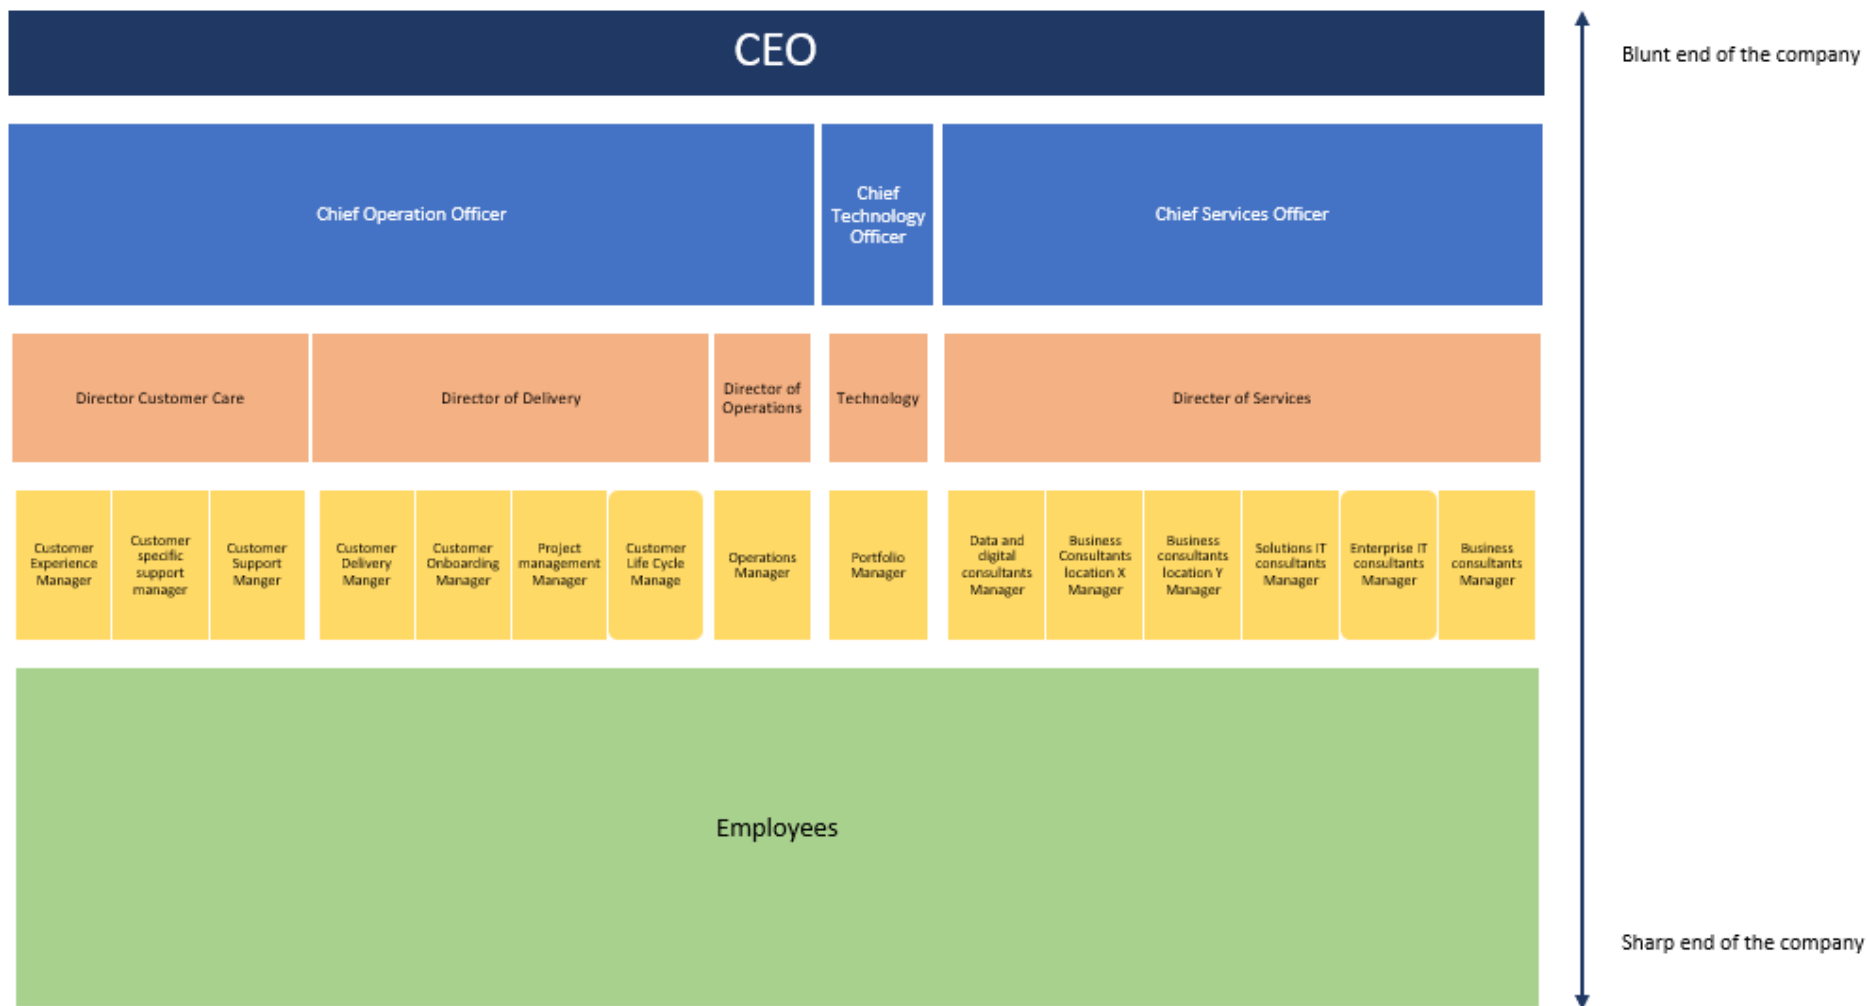 CEO
Blunt end of the company
Chief Operation Officer
Chief
Technology
Officer
Chief Services Officer
Director Customer Care
Director of Delivery
Director of
Operations
Technology
Directer of Services
Customer
Experience
Manager
Customer
specific
support
manager
Customer
Support
Manger
Customer
Delivery
Manger
Customer
Onboarding
Manager
Project
management
Manager
Customer
Life Cycle
Manage
Operations
Manager
Portfolio
Manager
Data and
digital
consultants
Manager
Business
Consultants
location X
Manager
Business
consultants
location Y
Manager
Solutions IT
consultants
Manager
Enterprise IT
consultants
Manager
Business
consultants
Manager
Employees
Sharp end of the company